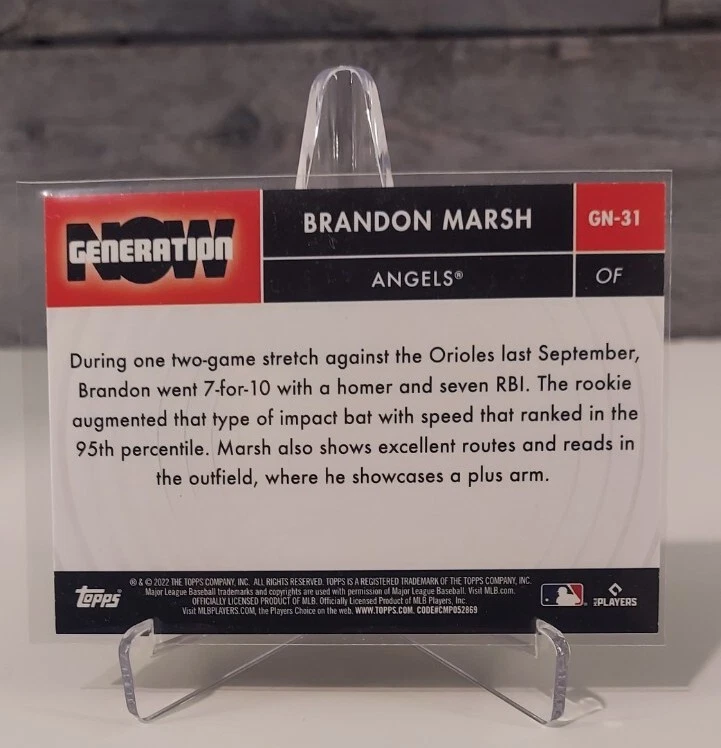 NOW
GENERATION
BRANDON MARSH
GN-31
ANGELS®
OF
During one two-game stretch against the Orioles last September,
Brandon went 7-for-10 with a homer and seven RBI. The rookie
augmented that type of impact bat with speed that ranked in the
95th percentile. Marsh also shows excellent routes and reads in
the outfield, where he showcases a plus arm.
topps
® & © 2022 THE TOPPS COMPANY, INC. ALL RIGHTS RESERVED. TOPPS IS A REGISTERED TRADEMARK OF THE TOPPS COMPANY, INC.
Major League Baseball trademarks and copyrights are used with permission of Major League Baseball. Visit MLB.com.
OFFICIALLY LICENSED PRODUCT OF MLB. Officially Licensed Product of MLB Players, Inc.
Visit MLBPLAYERS.COM, the Players Choice on the web. WWW.TOPPS.COM. CODE#CMP052869
PLAYERS